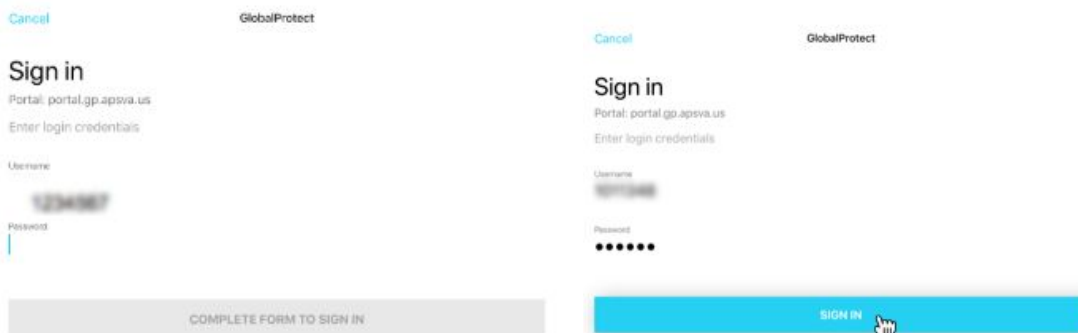 Cancel GlobalProtect
Sign in
Portal: portal.gp.apsva.us
Enter login credentials
Username
Password
COMPLETE FORM TO SIGN IN
Cancel GlobalProtect
Sign in
Portal: portal.gp.apsva.us
Enter login credentials
Username
Password
●●●●●●
SIGN IN